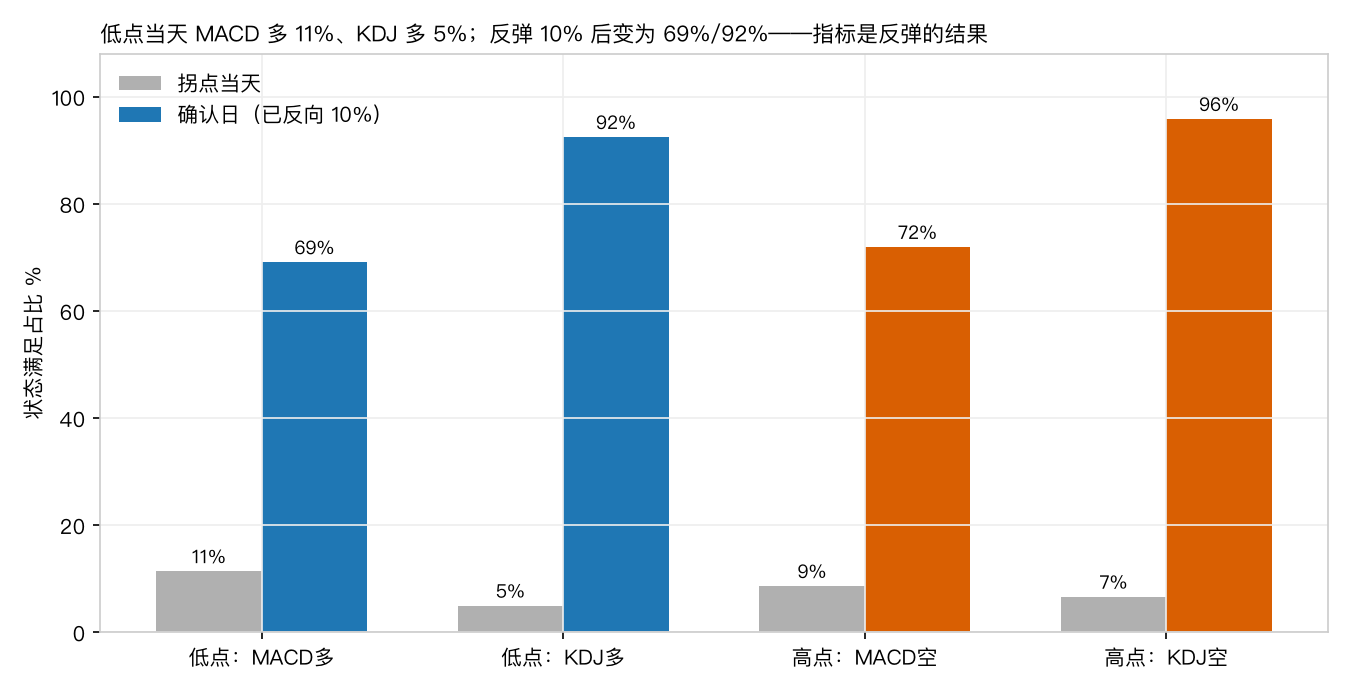 低点当天 MACD 多 11%、KDJ 多 5%；反弹 10% 后变为 69%/92%——指标是反弹的结果
拐点当天
确认日（已反向 10%）
状态满足占比 %
100
80
60
40
20
0
11%
69%
5%
92%
9%
72%
7%
96%
低点：MACD多
低点：KDJ多
高点：MACD空
高点：KDJ空